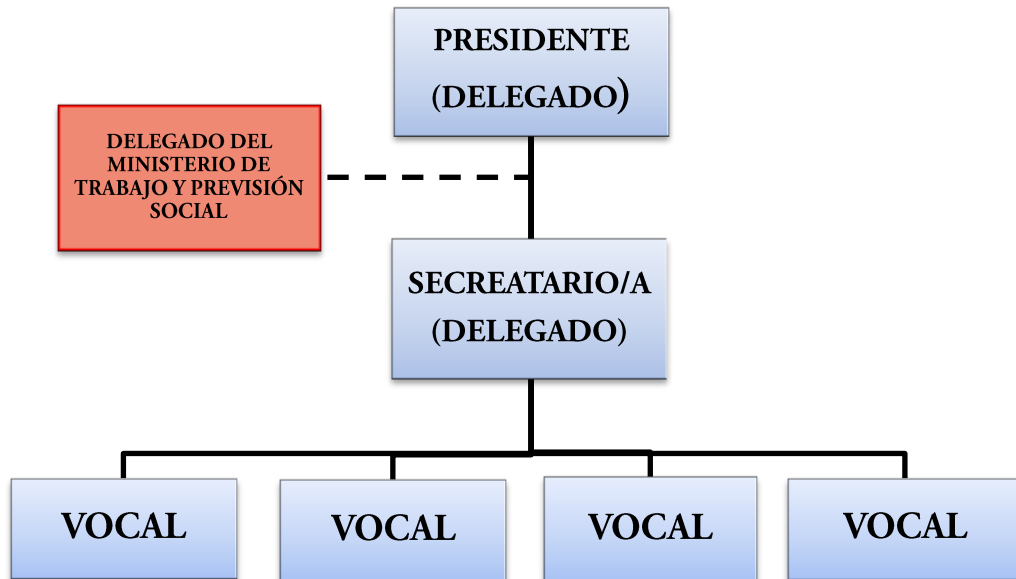 PRESIDENTE
(DELEGADO)
DELEGADO DEL
MINISTERIO DE
TRABAJO Y PREVISIÓN
SOCIAL
SECREATARIO/A
(DELEGADO)
VOCAL
VOCAL
VOCAL
VOCAL